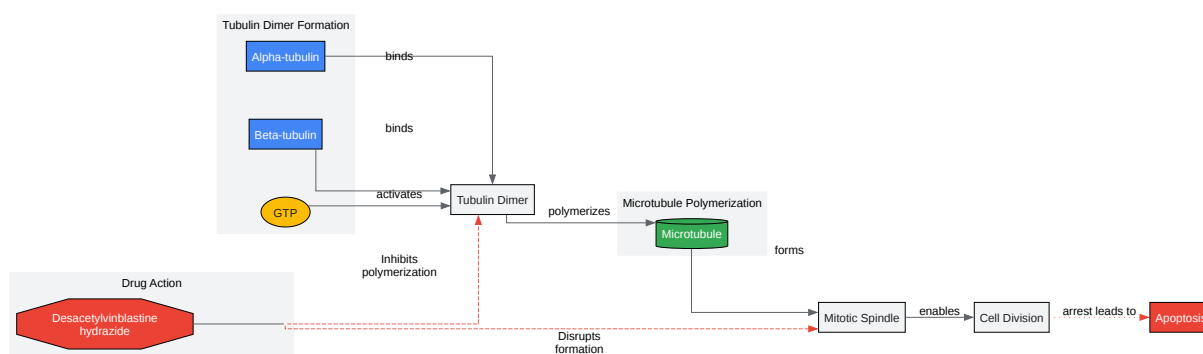 Tubulin Dimer Formation
Alpha-tubulin
binds
Beta-tubulin
binds
GTP
activates
Tubulin Dimer
polymerizes
Microtubule Polymerization
Microtubule
forms
Inhibits
polymerization
Drug Action
Desacetylvinblastine
hydrazide
Disrupts
formation
Mitotic Spindle
enables
Cell Division
arrest leads to
Apoptosis